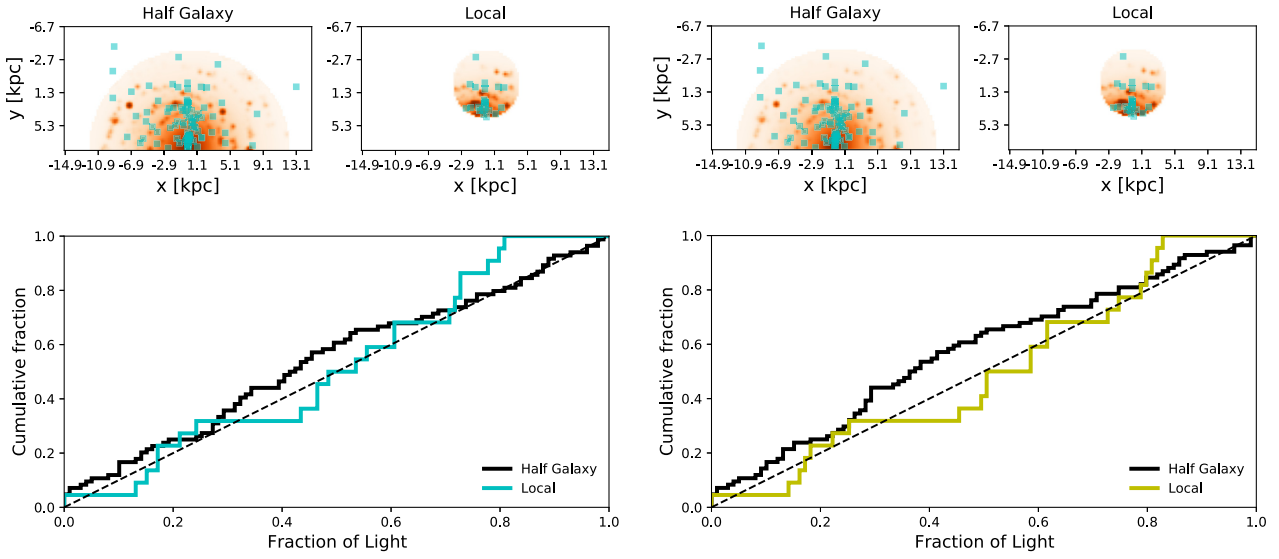 Half Galaxy Local Half Galaxy Local
-6.7 -6.7 -6.7 -6.7
-2.7 -2.7 -2.7 -2.7
1.3 1.3 1.3 1.3
5.3 5.3 5.3 5.3
y [kpc] y [kpc]
-14.9-10.9 -6.9 -2.9 1.1 5.1 9.1 13.1 -14.9-10.9 -6.9 -2.9 1.1 5.1 9.1 13.1 -14.9-10.9 -6.9 -2.9 1.1 5.1 9.1 13.1 -14.9-10.9 -6.9 -2.9 1.1 5.1 9.1 13.1
x [kpc] x [kpc] x [kpc] x [kpc]
1.0 1.0
0.8 0.8
0.6 0.6
0.4 0.4
0.2 0.2
0.0 0.0
Cumulative fraction Cumulative fraction
Half Galaxy Half Galaxy
Local Local
0.0 0.2 0.4 0.6 0.8 1.0 0.0 0.2 0.4 0.6 0.8 1.0
Fraction of Light Fraction of Light